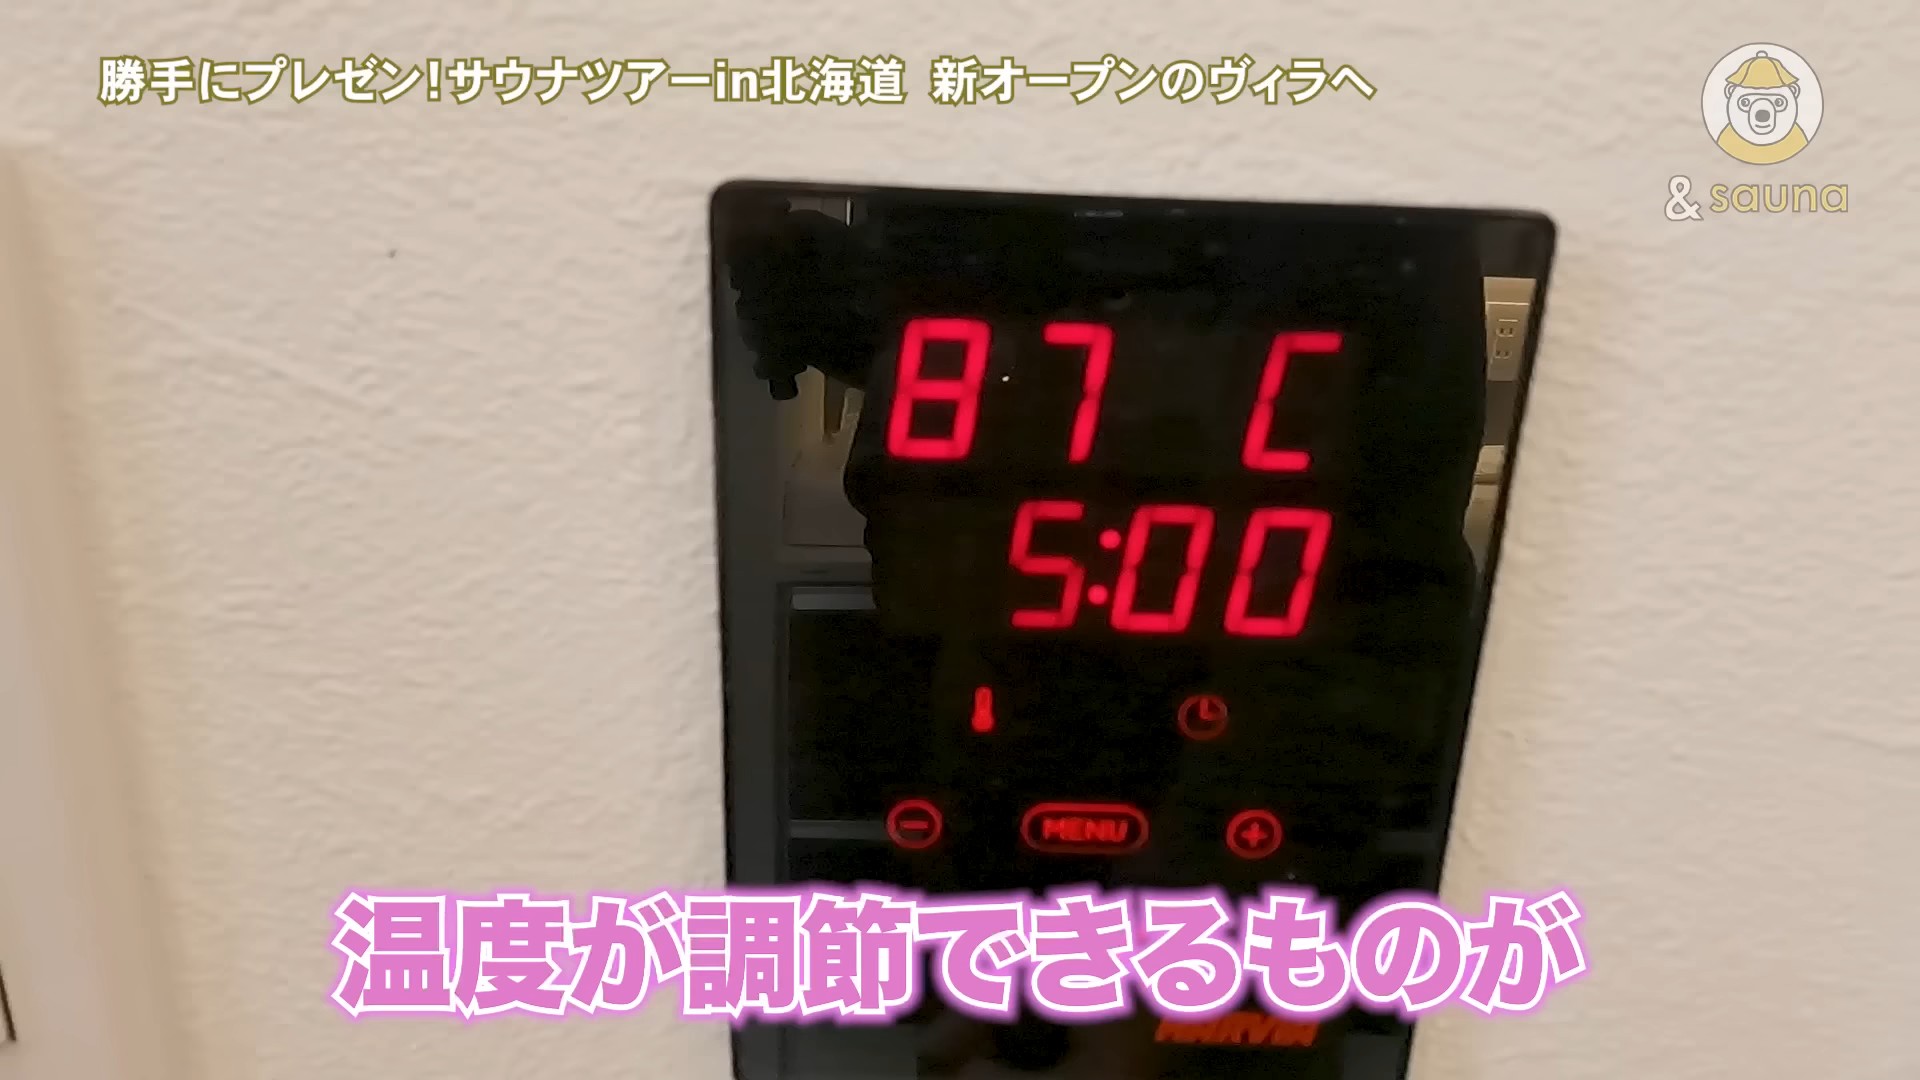 勝手にプレゼン!サウナツアーin北海道 新オープンのヴィラへ
& sauna
87 C
5:00
MENU
温度が調節できるものが
HARVIA